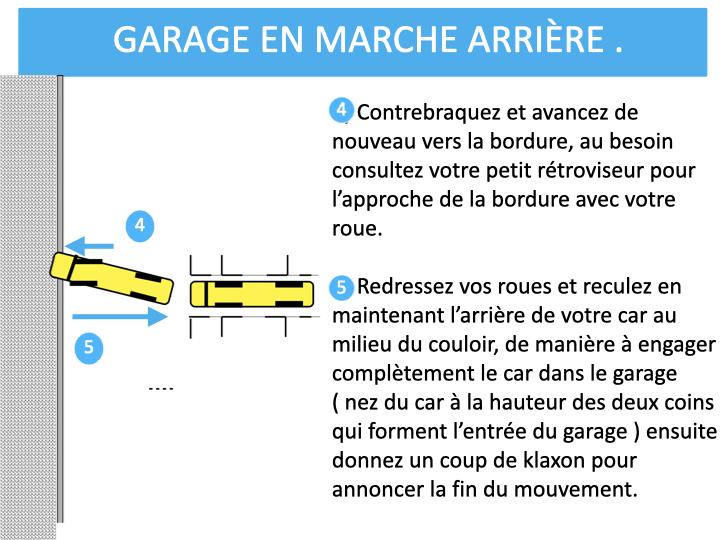 GARAGE EN MARCHE ARRIÈRE .
4 Contrebraquez et avancez de
nouveau vers la bordure, au besoin
consultez votre petit rétroviseur pour
l’approche de la bordure avec votre
roue.
4
5 Redressez vos roues et reculez en
maintenant l’arrière de votre car au
milieu du couloir, de manière à engager
complètement le car dans le garage
( nez du car à la hauteur des deux coins
qui forment l’entrée du garage ) ensuite
donnez un coup de klaxon pour
annoncer la fin du mouvement.
5